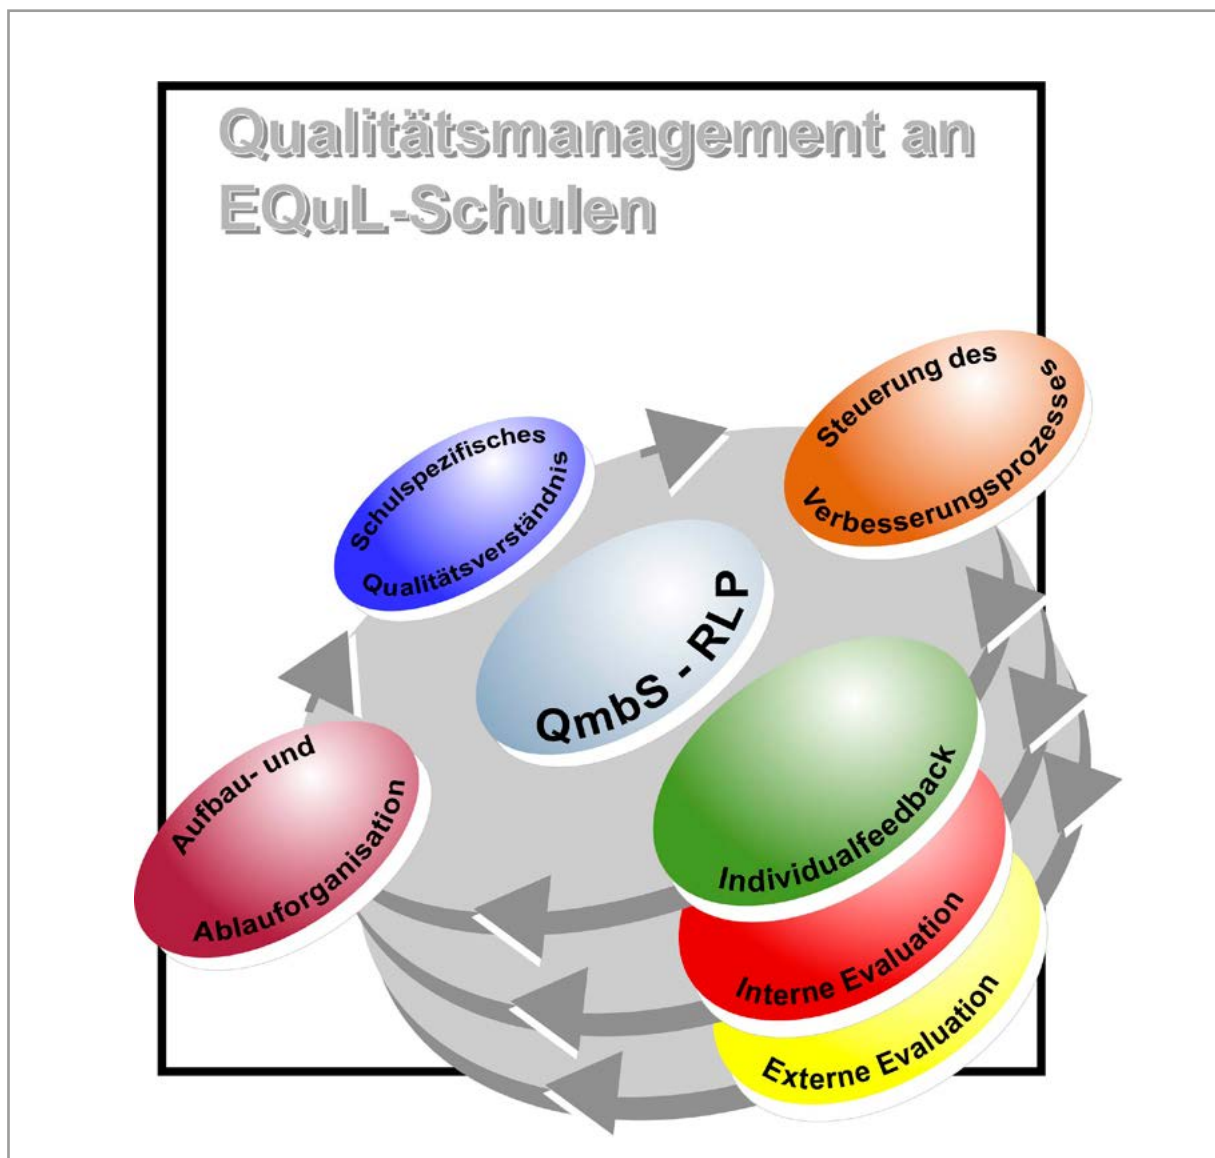 Qualitätsmanagement an
EQuL-Schulen
Steuerung des
Verbesserungsprozesses
Schulspezifisches
Qualitätsverständnis
QmbS - RLP
Aufbau- und
Ablauforganisation
Individualfeedback
Interne Evaluation
Externe Evaluation